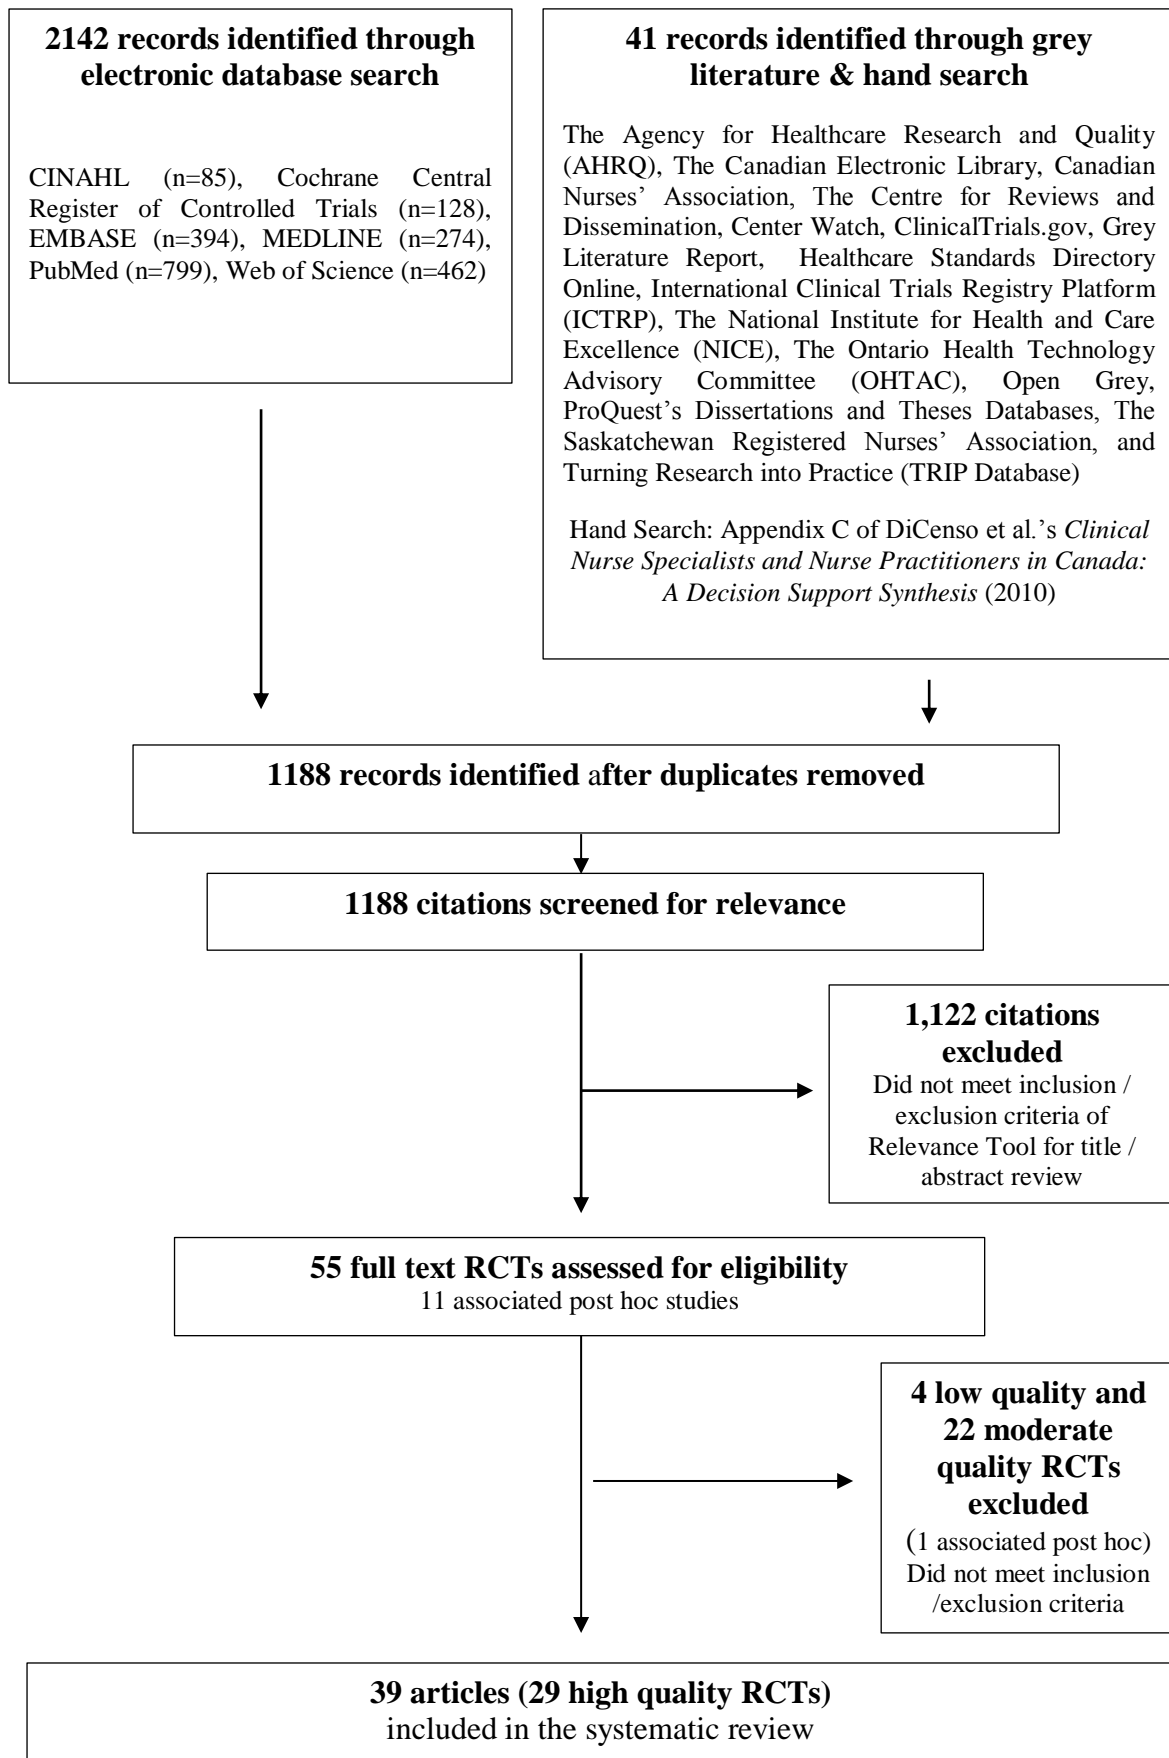 2142 records identified through
electronic database search
CINAHL (n=85), Cochrane Central
Register of Controlled Trials (n=128),
EMBASE (n=394), MEDLINE (n=274),
PubMed (n=799), Web of Science (n=462)
41 records identified through grey
literature & hand search
The Agency for Healthcare Research and Quality
(AHRQ), The Canadian Electronic Library, Canadian
Nurses’ Association, The Centre for Reviews and
Dissemination, Center Watch, ClinicalTrials.gov, Grey
Literature Report, Healthcare Standards Directory
Online, International Clinical Trials Registry Platform
(ICTRP), The National Institute for Health and Care
Excellence (NICE), The Ontario Health Technology
Advisory Committee (OHTAC), Open Grey,
ProQuest’s Dissertations and Theses Databases, The
Saskatchewan Registered Nurses’ Association, and
Turning Research into Practice (TRIP Database)
Hand Search: Appendix C of DiCenso et al.’s Clinical
Nurse Specialists and Nurse Practitioners in Canada:
A Decision Support Synthesis (2010)
1188 records identified after duplicates removed
1188 citations screened for relevance
1,122 citations
excluded
Did not meet inclusion /
exclusion criteria of
Relevance Tool for title /
abstract review
55 full text RCTs assessed for eligibility
11 associated post hoc studies
4 low quality and
22 moderate
quality RCTs
excluded
(1 associated post hoc)
Did not meet inclusion
/exclusion criteria
39 articles (29 high quality RCTs)
included in the systematic review